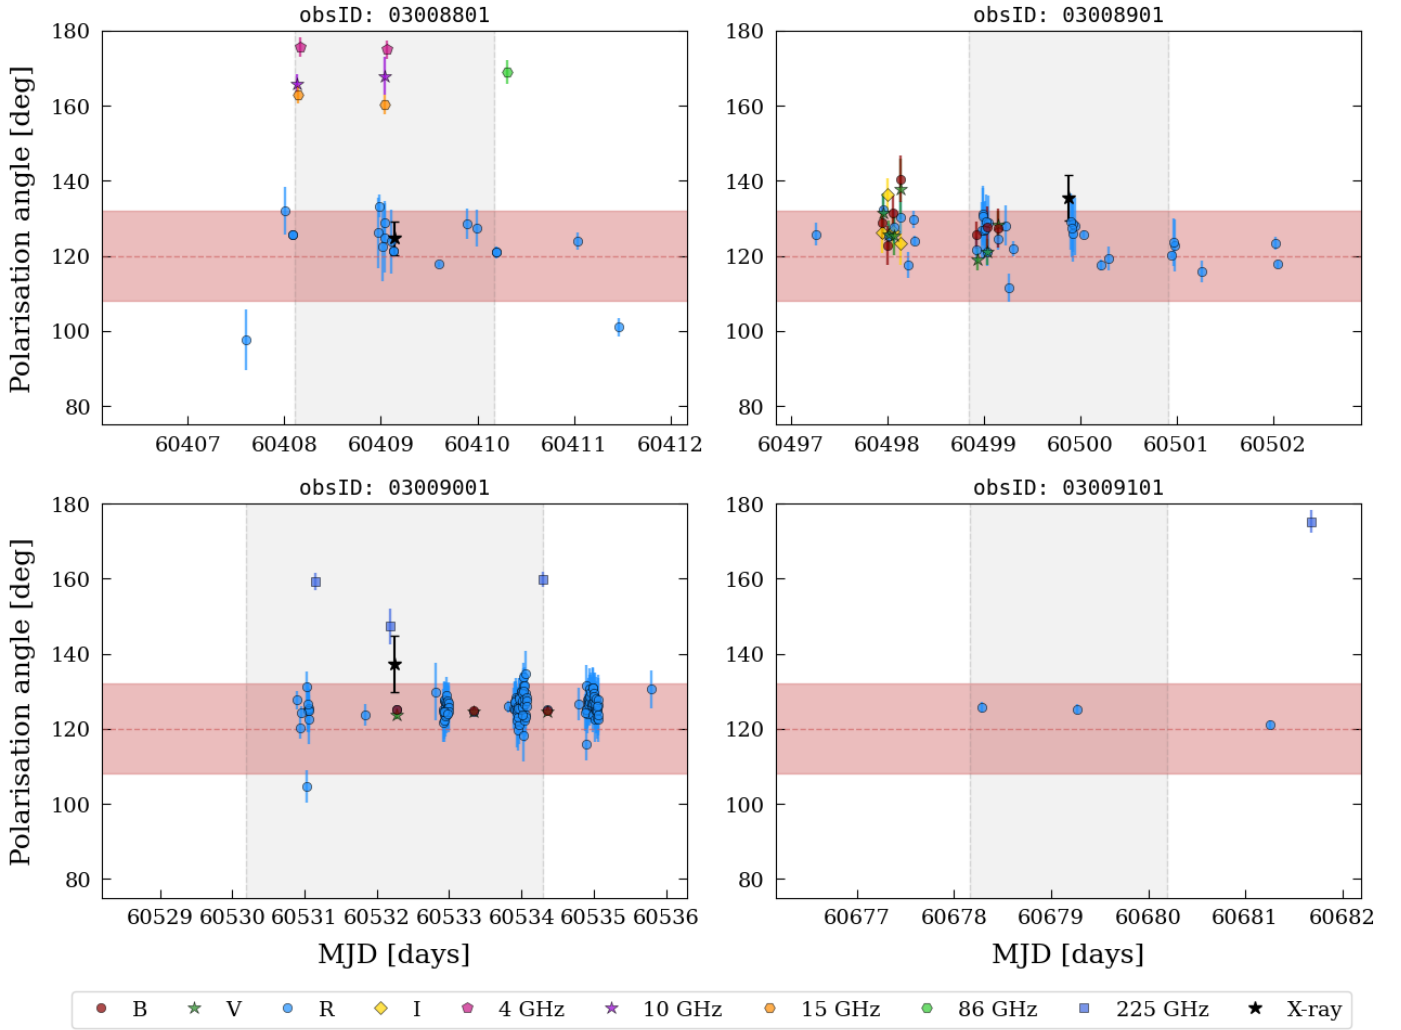 obsID: 03008801
obsID: 03008901
Polarisation angle [deg]
180
160
140
120
100
80
60407 60408 60409 60410 60411 60412
180
160
140
120
100
80
60497 60498 60499 60500 60501 60502
obsID: 03009001
obsID: 03009101
Polarisation angle [deg]
180
160
140
120
100
80
60529 60530 60531 60532 60533 60534 60535 60536
MJD [days]
180
160
140
120
100
80
60677 60678 60679 60680 60681 60682
MJD [days]
B V R I 4 GHz 10 GHz 15 GHz 86 GHz 225 GHz X-ray